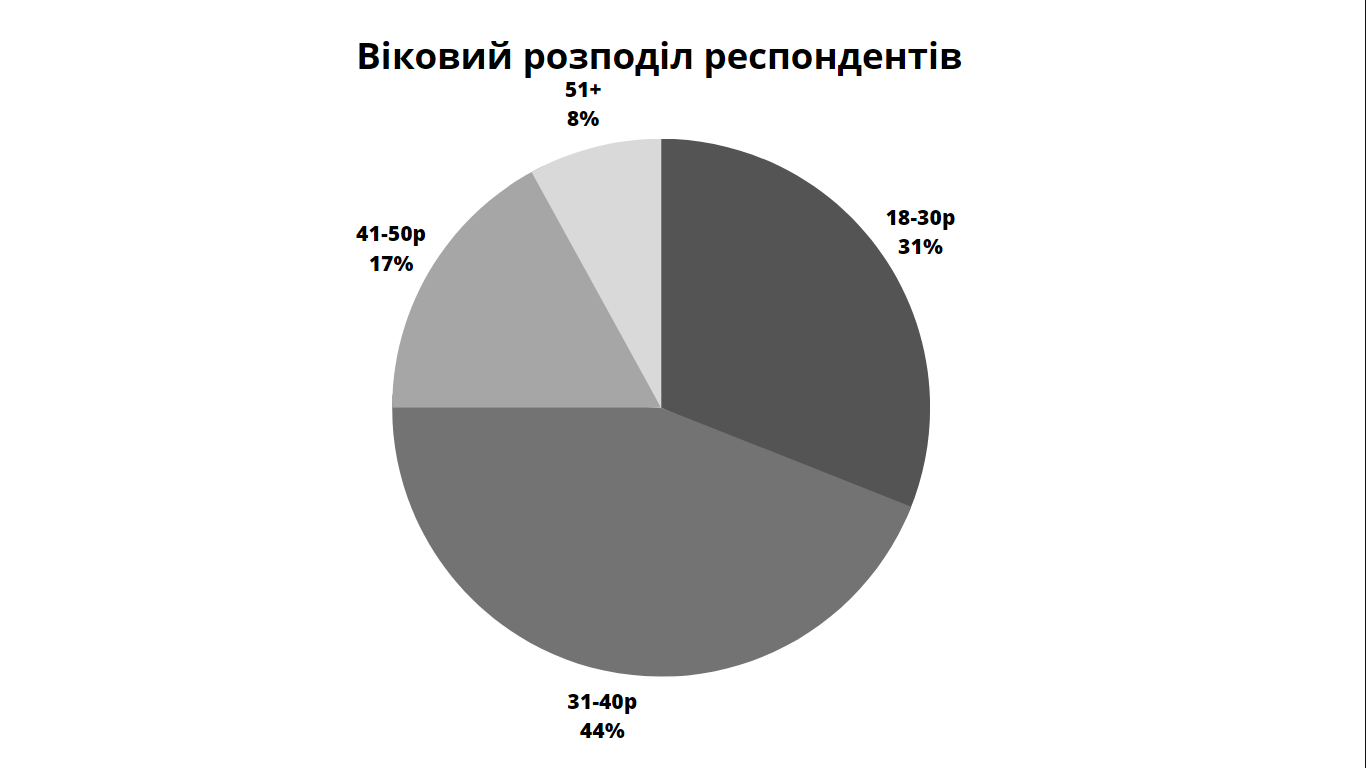 Віковий розподіл респондентів
51+
8%
18-30р
31%
41-50р
17%
31-40р
44%